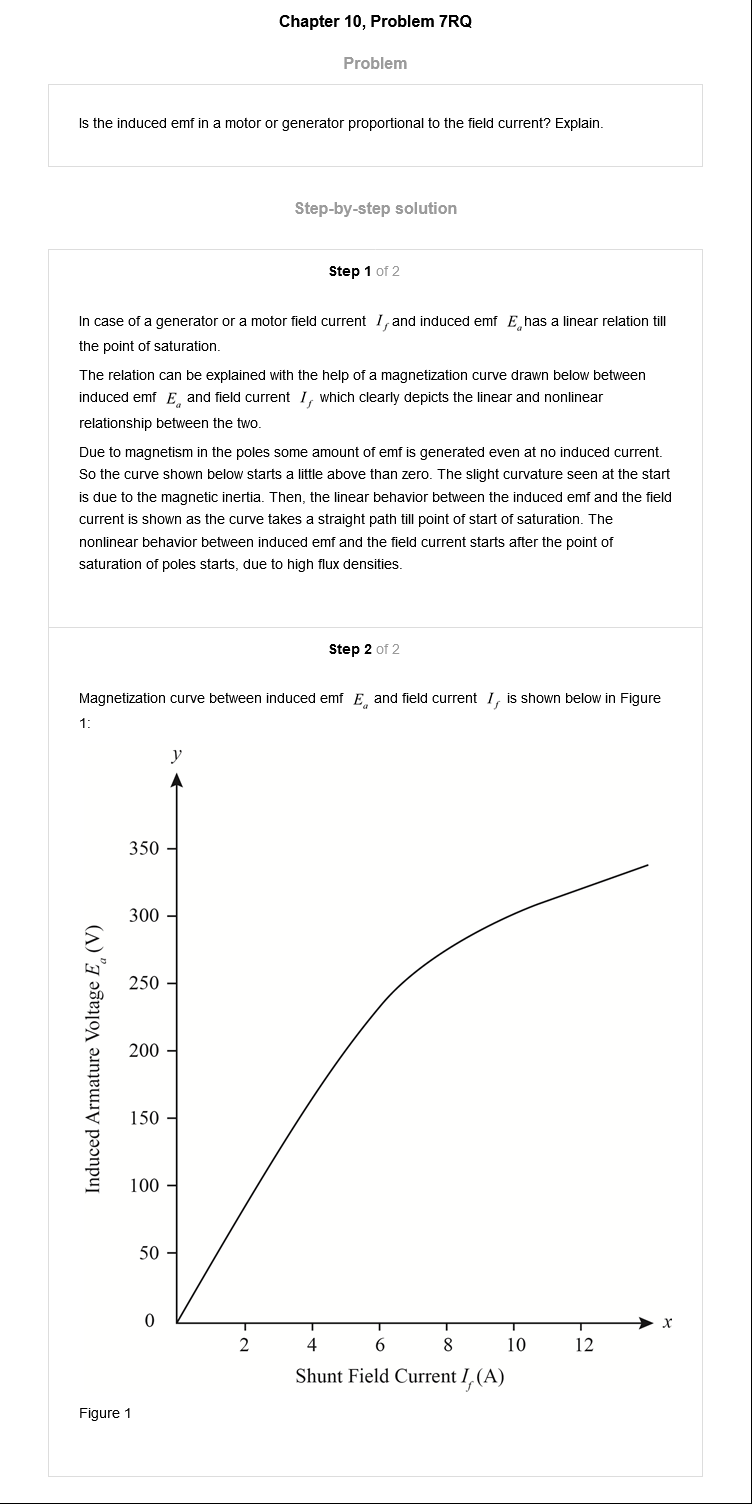 Chapter 10, Problem 7RQ
Problem
Is the induced emf in a motor or generator proportional to the field current? Explain.
Step-by-step solution
Step 1 of 2
In case of a generator or a motor field current I_f and induced emf E_a has a linear relation till
the point of saturation.
The relation can be explained with the help of a magnetization curve drawn below between
induced emf E_a and field current I_f which clearly depicts the linear and nonlinear
relationship between the two.
Due to magnetism in the poles some amount of emf is generated even at no induced current.
So the curve shown below starts a little above than zero. The slight curvature seen at the start
is due to the magnetic inertia. Then, the linear behavior between the induced emf and the field
current is shown as the curve takes a straight path till point of start of saturation. The
nonlinear behavior between induced emf and the field current starts after the point of
saturation of poles starts, due to high flux densities.
Step 2 of 2
Magnetization curve between induced emf E_a and field current I_f is shown below in Figure
1:
y
350
300
250
200
150
100
50
0
Induced Armature Voltage E_a (V)
x
2 4 6 8 10 12
Shunt Field Current I_f (A)
Figure 1